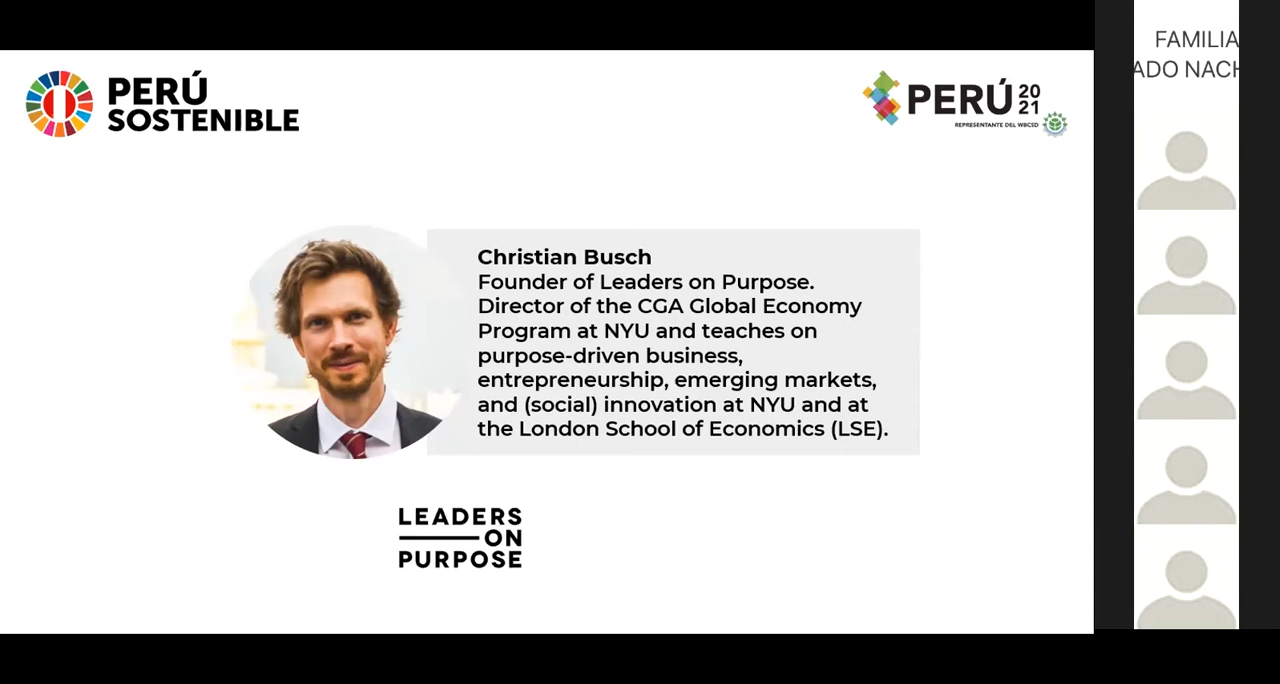 PERÚ
SOSTENIBLE
PERÚ 20
21
REPRESENTANTE DEL WBCSD
FAMILIA
ADO NACH
Christian Busch
Founder of Leaders on Purpose.
Director of the CGA Global Economy
Program at NYU and teaches on
purpose-driven business,
entrepreneurship, emerging markets,
and (social) innovation at NYU and at
the London School of Economics (LSE).
LEADERS
ON
PURPOSE